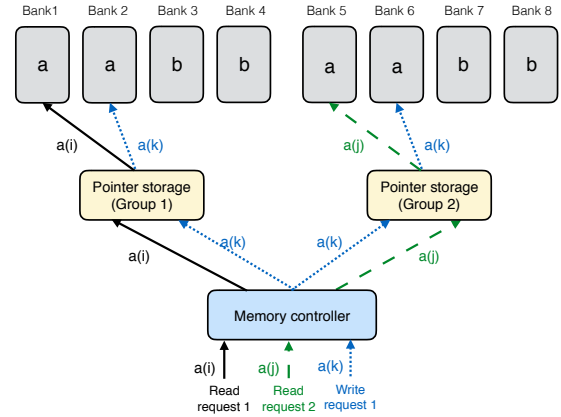 Bank1 Bank 2 Bank 3 Bank 4 Bank 5 Bank 6 Bank 7 Bank 8
a a b b a a b b
a(i) a(k) a(j) a(k)
Pointer storage
(Group 1)
Pointer storage
(Group 2)
a(i) a(k) a(k) a(j)
Memory controller
a(i) a(j) a(k)
Read
request 1
Read
request 2
Write
request 1